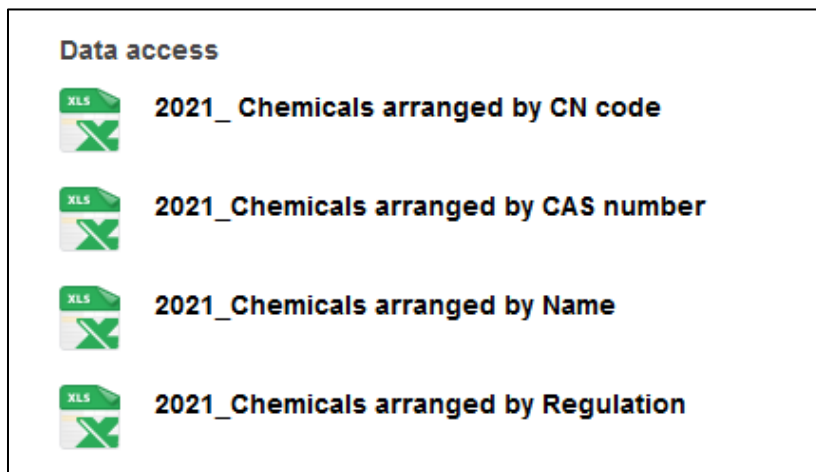 Data access
XLS
2021_ Chemicals arranged by CN code
XLS
2021_Chemicals arranged by CAS number
XLS
2021_Chemicals arranged by Name
XLS
2021_Chemicals arranged by Regulation